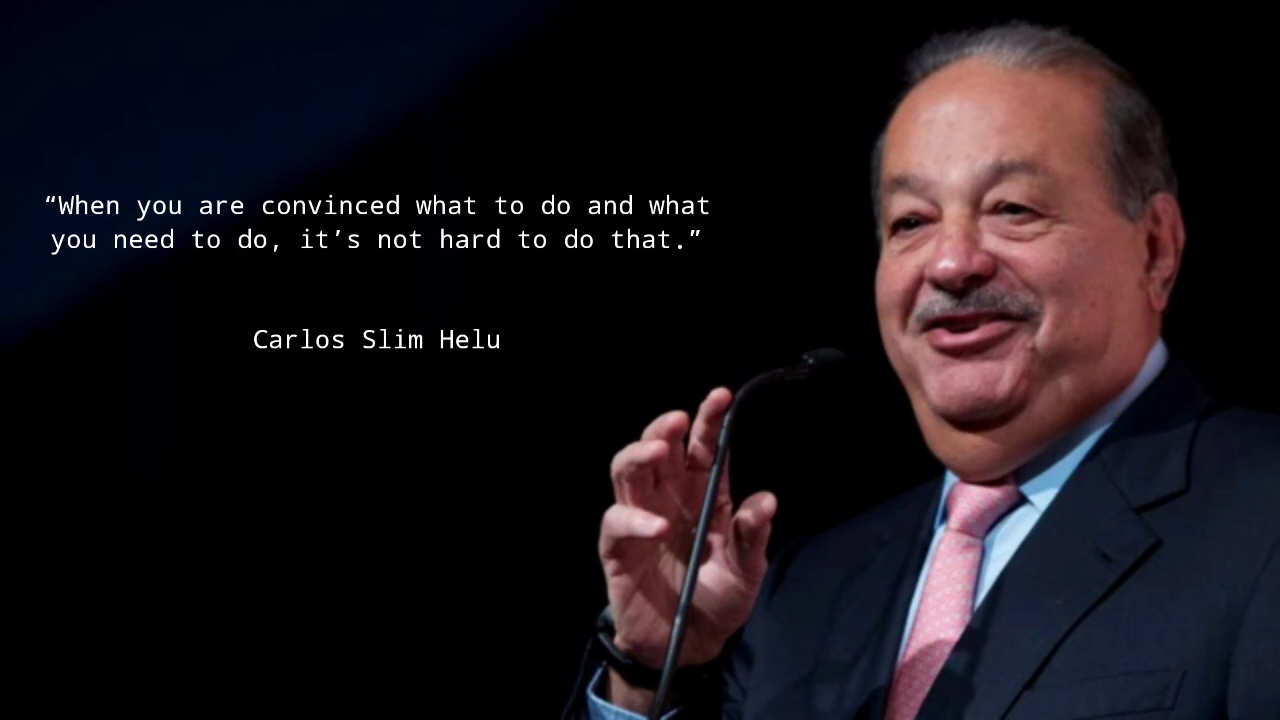 “When you are convinced what to do and what
you need to do, it’s not hard to do that.”
Carlos Slim Helu